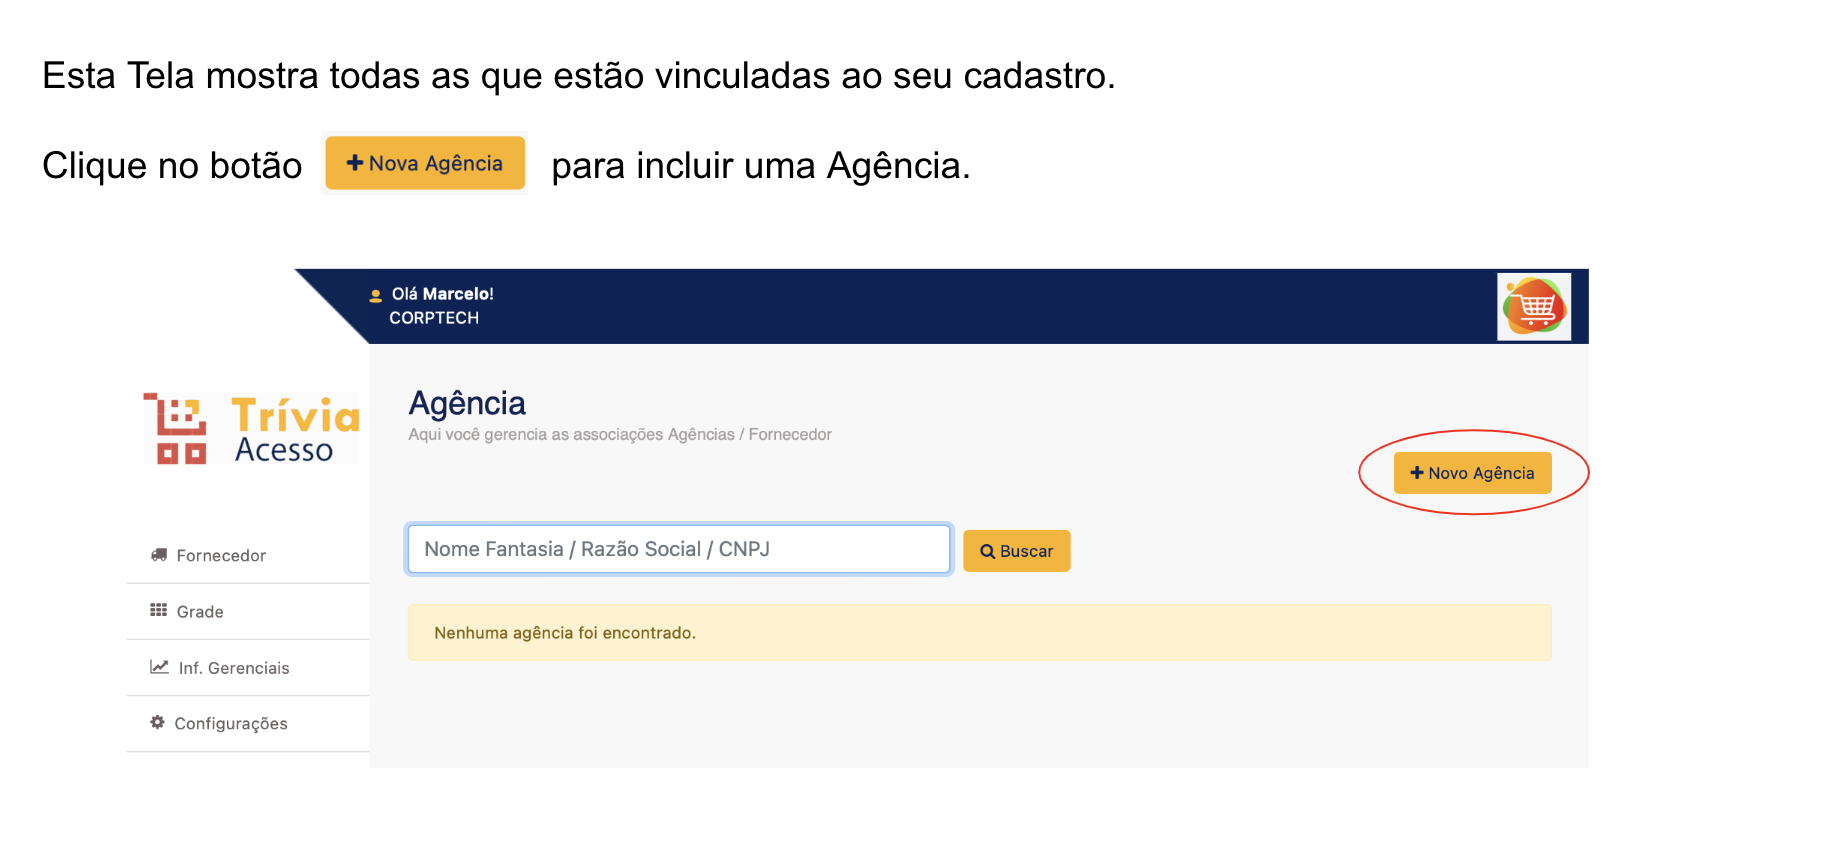 Esta Tela mostra todas as que estão vinculadas ao seu cadastro.
Clique no botão + Nova Agência para incluir uma Agência.
Olá Marcelo!
CORPTECH
Trívia
Acesso
Agência
Aqui você gerencia as associações Agências / Fornecedor
+ Novo Agência
Nome Fantasia / Razão Social / CNPJ
Buscar
Nenhuma agência foi encontrado.
Fornecedor
Grade
Inf. Gerenciais
Configurações